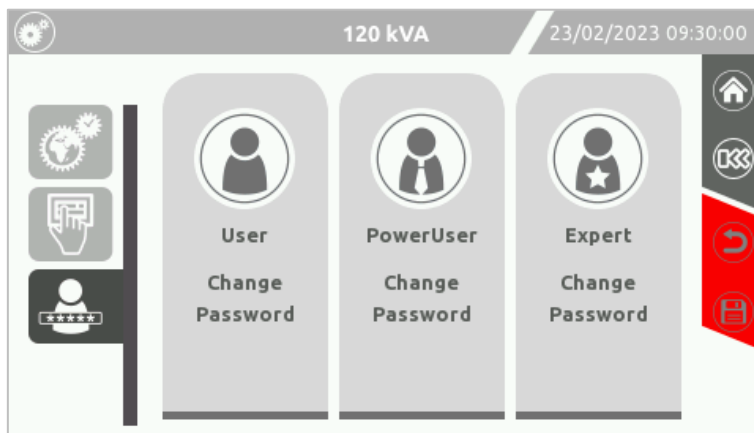 120 kVA
23/02/2023 09:30:00
User
Change
Password
PowerUser
Change
Password
Expert
Change
Password
*****